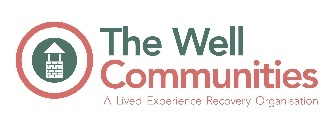 The Well
Communities
A Lived Experience Recovery Organisation